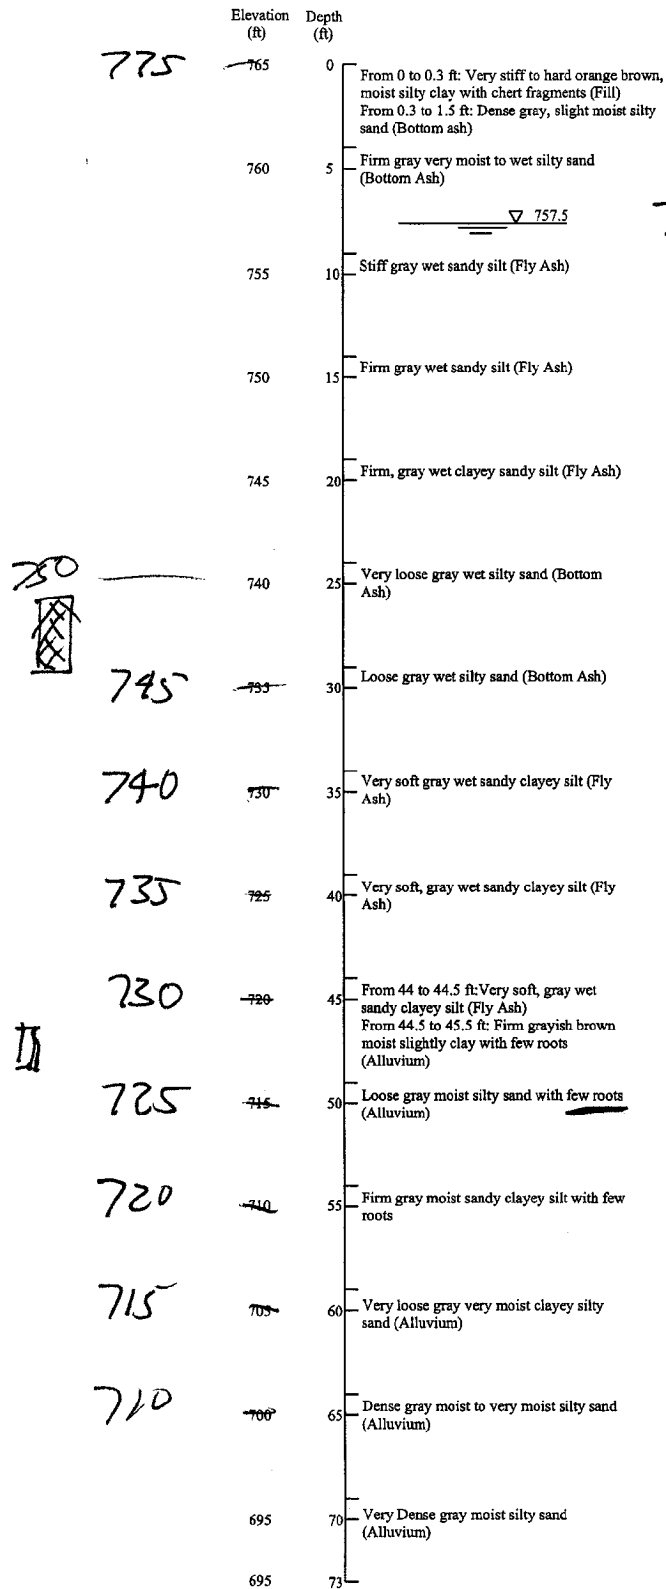 Elevation Depth
(ft) (ft)
775 765 0
From 0 to 0.3 ft: Very stiff to hard orange brown,
moist silty clay with chert fragments (Fill)
From 0.3 to 1.5 ft: Dense gray, slight moist silty
sand (Bottom ash)
760 5 Firm gray very moist to wet silty sand
(Bottom Ash)
757.5
755 10 Stiff gray wet sandy silt (Fly Ash)
750 15 Firm gray wet sandy silt (Fly Ash)
745 20 Firm, gray wet clayey sandy silt (Fly Ash)
750 740 25 Very loose gray wet silty sand (Bottom
Ash)
745 735 30 Loose gray wet silty sand (Bottom Ash)
740 730 35 Very soft gray wet sandy clayey silt (Fly
Ash)
735 725 40 Very soft, gray wet sandy clayey silt (Fly
Ash)
730 720 45 From 44 to 44.5 ft:Very soft, gray wet
sandy clayey silt (Fly Ash)
From 44.5 to 45.5 ft: Firm grayish brown
moist slightly clay with few roots
(Alluvium)
725 715 50 Loose gray moist silty sand with few roots
(Alluvium)
720 710 55 Firm gray moist sandy clayey silt with few
roots
715 705 60 Very loose gray very moist clayey silty
sand (Alluvium)
710 700 65 Dense gray moist to very moist silty sand
(Alluvium)
695 70 Very Dense gray moist silty sand
(Alluvium)
695 73